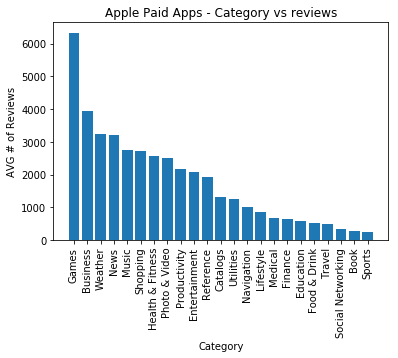 Apple Paid Apps - Category vs reviews
AVG # of Reviews
6000
5000
4000
3000
2000
1000
0
Games
Business
Weather
News
Music
Shopping
Health & Fitness
Photo & Video
Productivity
Entertainment
Reference
Catalogs
Utilities
Navigation
Lifestyle
Medical
Finance
Education
Food & Drink
Travel
Social Networking
Book
Sports
Category